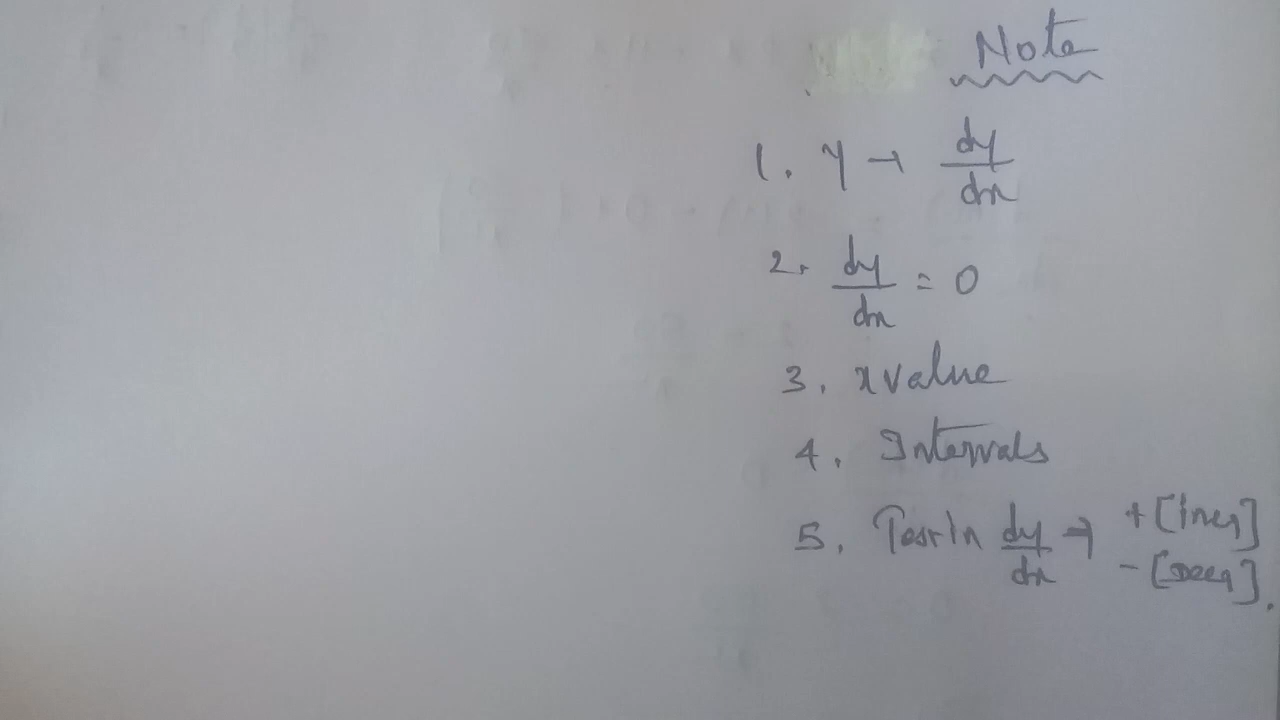 Note
1. y → dy/dx
2. dy/dx = 0
3. x value
4. Intervals
5. Test in dy/dx → + [incr]
- [decr].